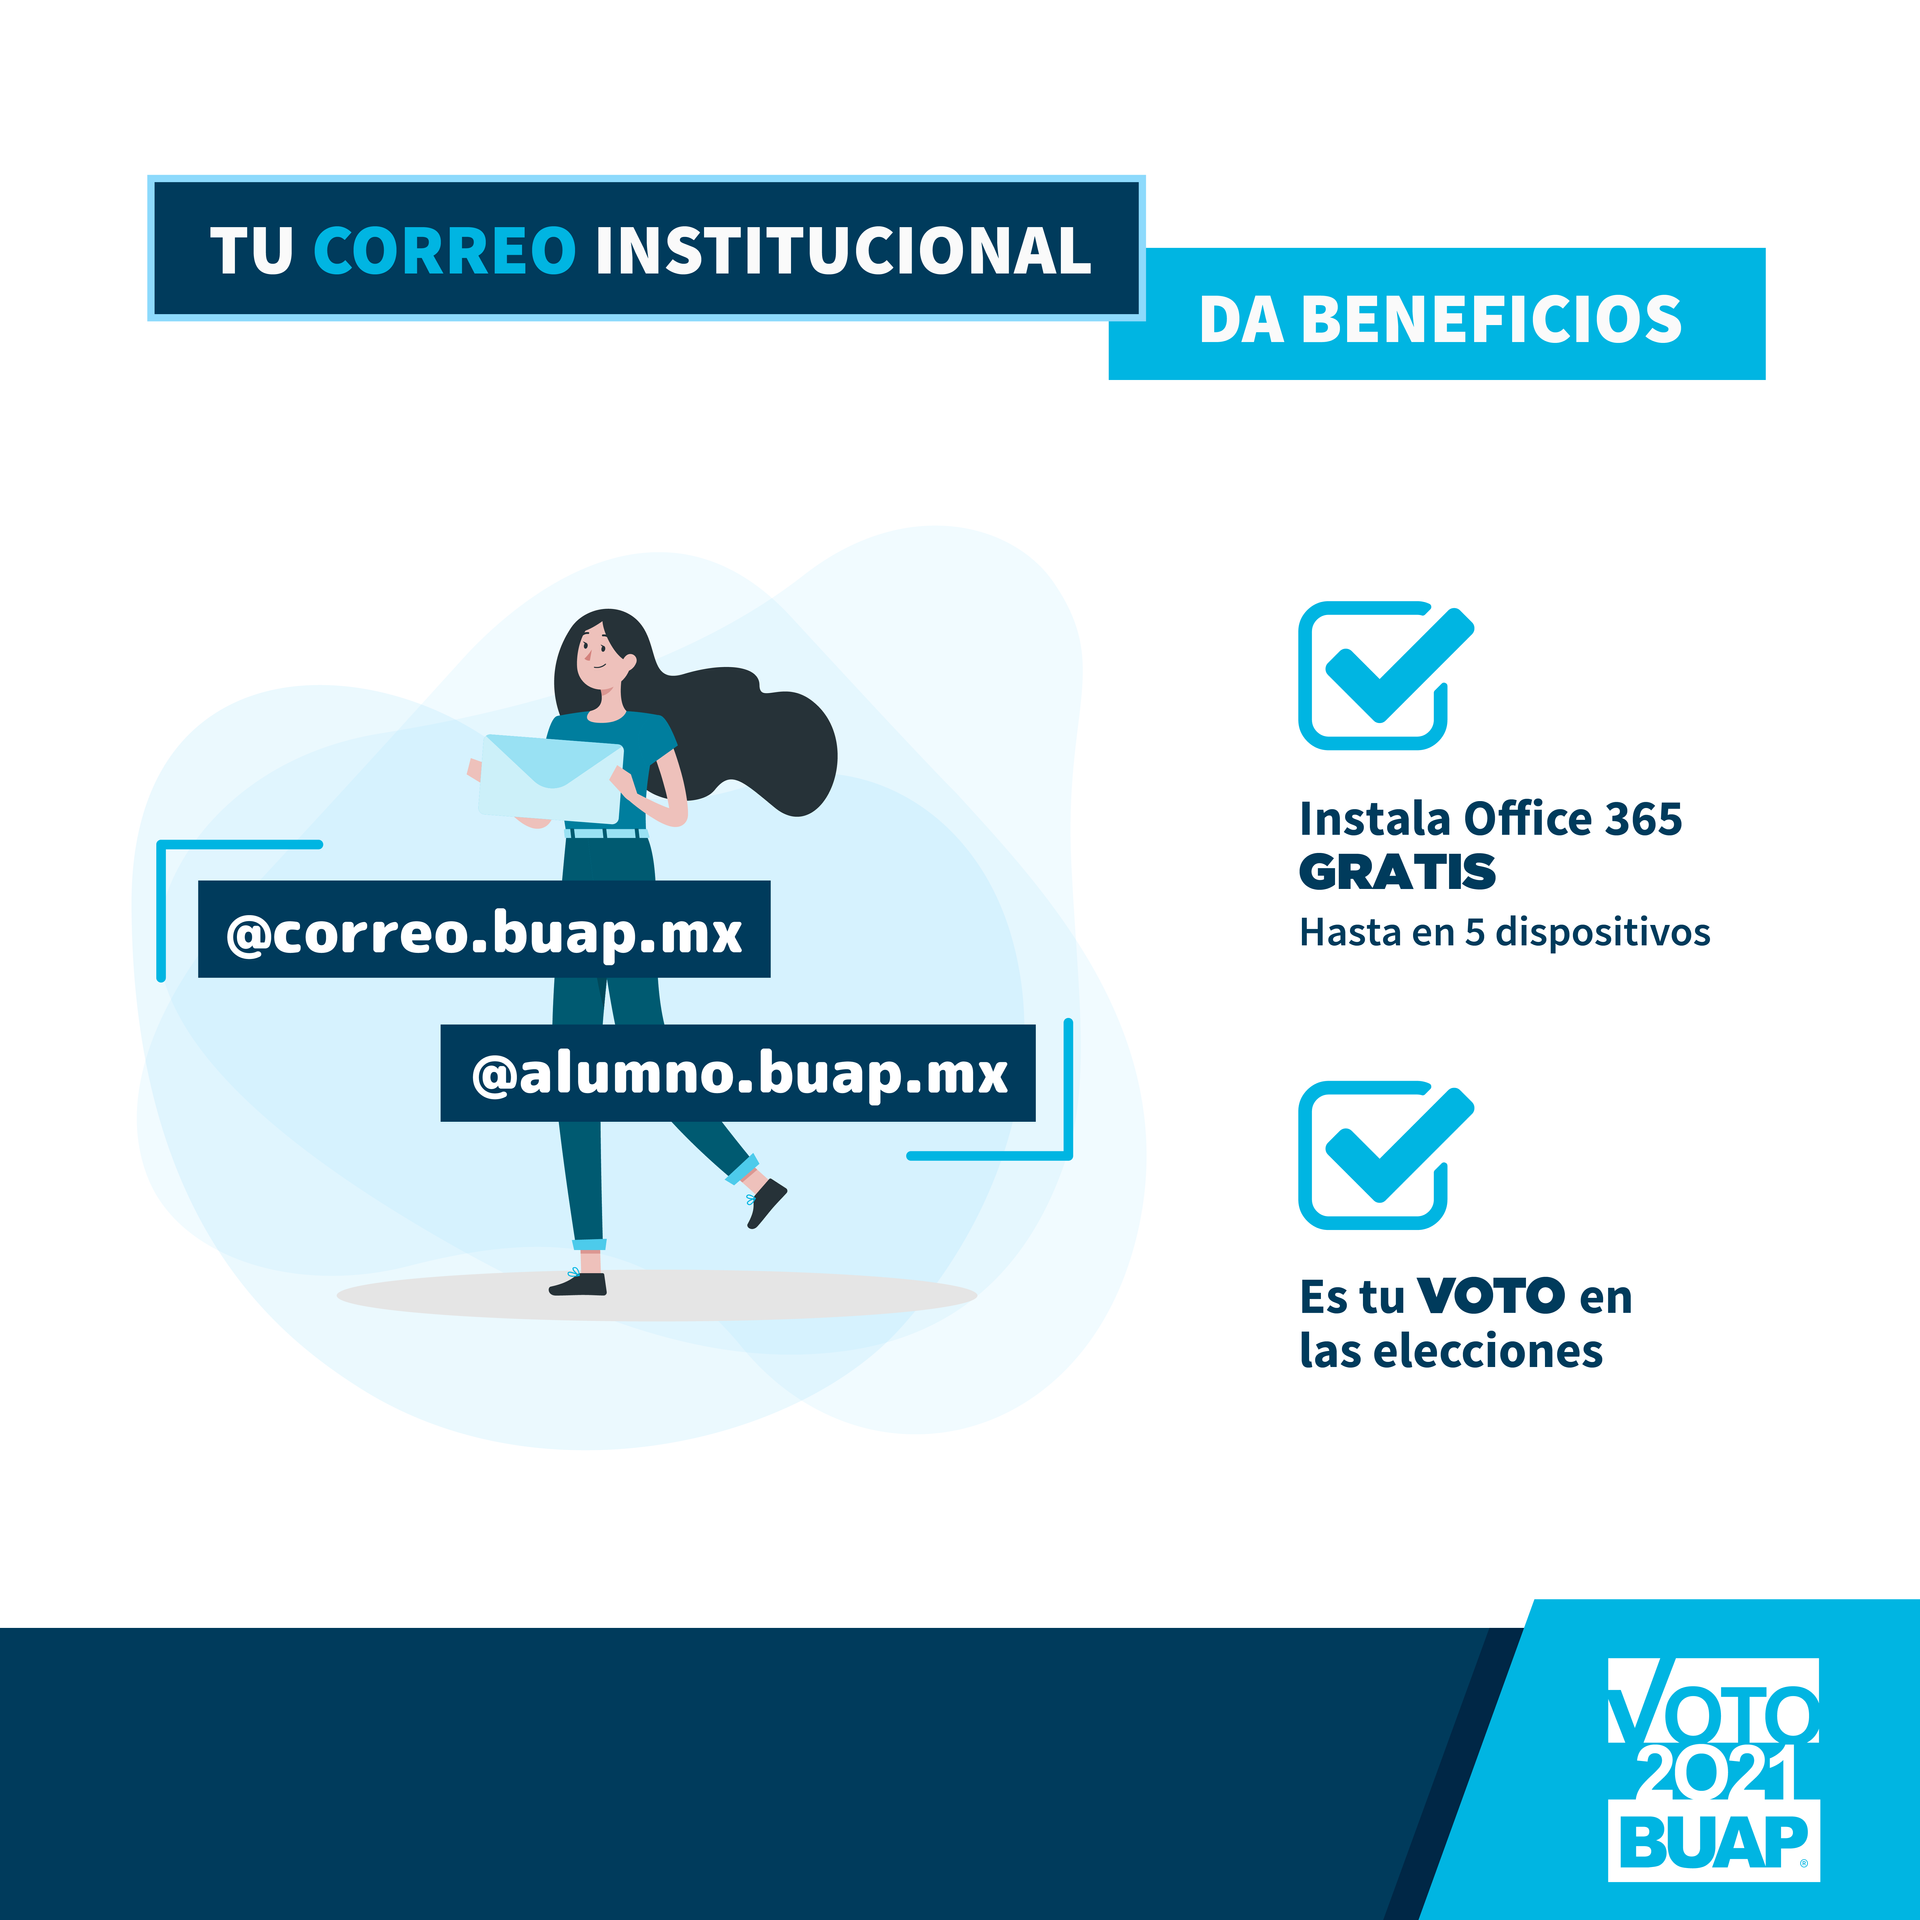 TU CORREO INSTITUCIONAL
DA BENEFICIOS
@correo.buap.mx
@alumno.buap.mx
Instala Office 365
GRATIS
Hasta en 5 dispositivos
Es tu VOTO en
las elecciones
VOTO
2021
BUAP®